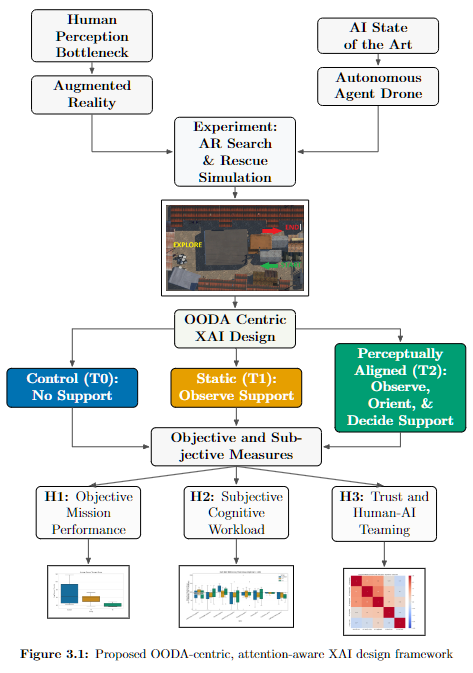 Human
Perception
Bottleneck
AI State
of the Art
Augmented
Reality
Autonomous
Agent Drone
Experiment:
AR Search
& Rescue
Simulation
EXPLORE
END
OODA Centric
XAI Design
Control (T0):
No Support
Static (T1):
Observe Support
Perceptually
Aligned (T2):
Observe,
Orient, &
Decide Support
Objective and Sub-
jective Measures
H1: Objective
Mission
Performance
H2: Subjective
Cognitive
Workload
H3: Trust and
Human-AI
Teaming
Figure 3.1: Proposed OODA-centric, attention-aware XAI design framework